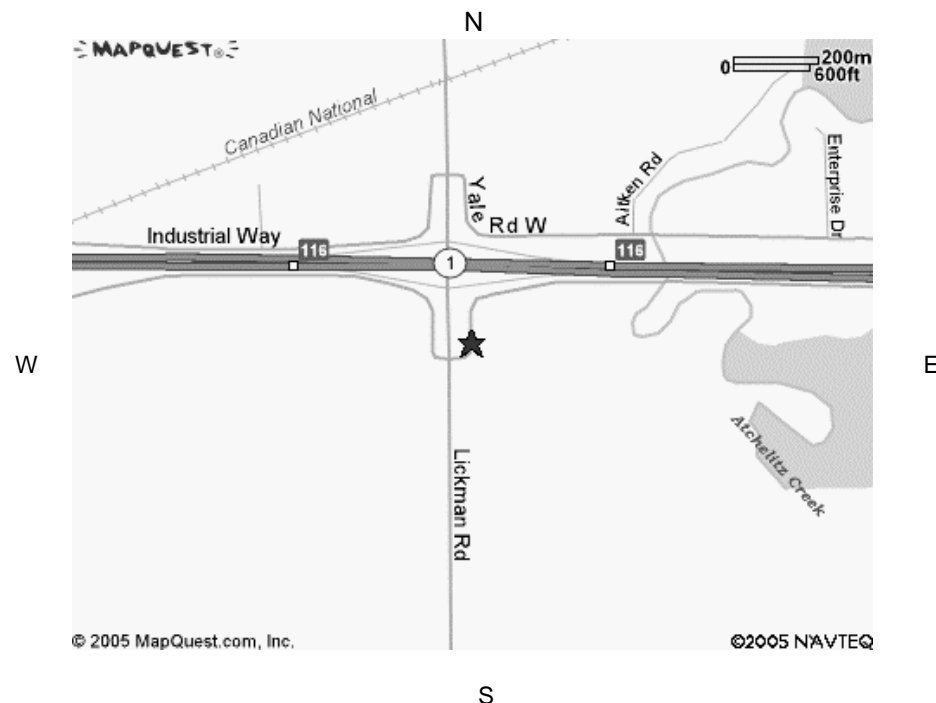 N
MAPQUEST®
0 200m
600ft
Canadian National
Aitken Rd
Enterprise Dr
Yale
Rd W
Industrial Way
116
116
1
W
E
Lickman Rd
Atchelitz Creek
© 2005 MapQuest.com, Inc.
©2005 NAVTEQ
S